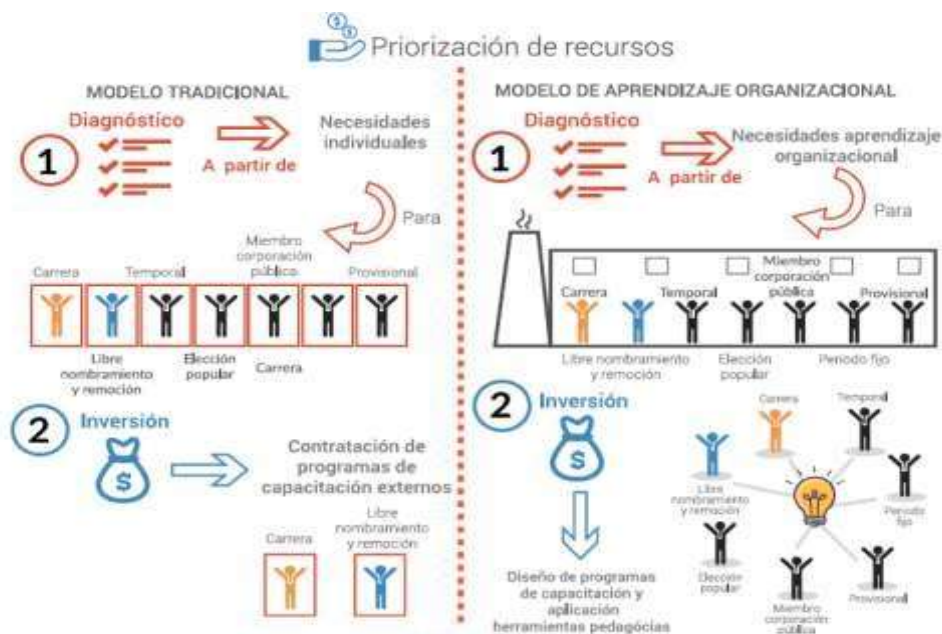 Priorización de recursos
MODELO TRADICIONAL
1
Diagnóstico
A partir de
Necesidades
individuales
Para
Carrera
Temporal
Miembro
corporación
pública
Provisional
Libre
nombramiento
y remoción
Elección
popular
Carrera
2
Inversión
$
Contratación de
programas de
capacitación externos
Carrera
Libre
nombramiento
y remoción
MODELO DE APRENDIZAJE ORGANIZACIONAL
1
Diagnóstico
A partir de
Necesidades aprendizaje
organizacional
Para
Carrera
Temporal
Miembro
corporación
pública
Provisional
Libre nombramiento
y remoción
Elección
popular
Periodo fijo
2
Inversión
$
Diseño de programas
de capacitación y
aplicación
herramientas pedagócias
Carrera
Temporal
Libre
nombramiento
y remoción
Periodo
fijo
Elección
popular
Provisional
Miembro
corporación
pública